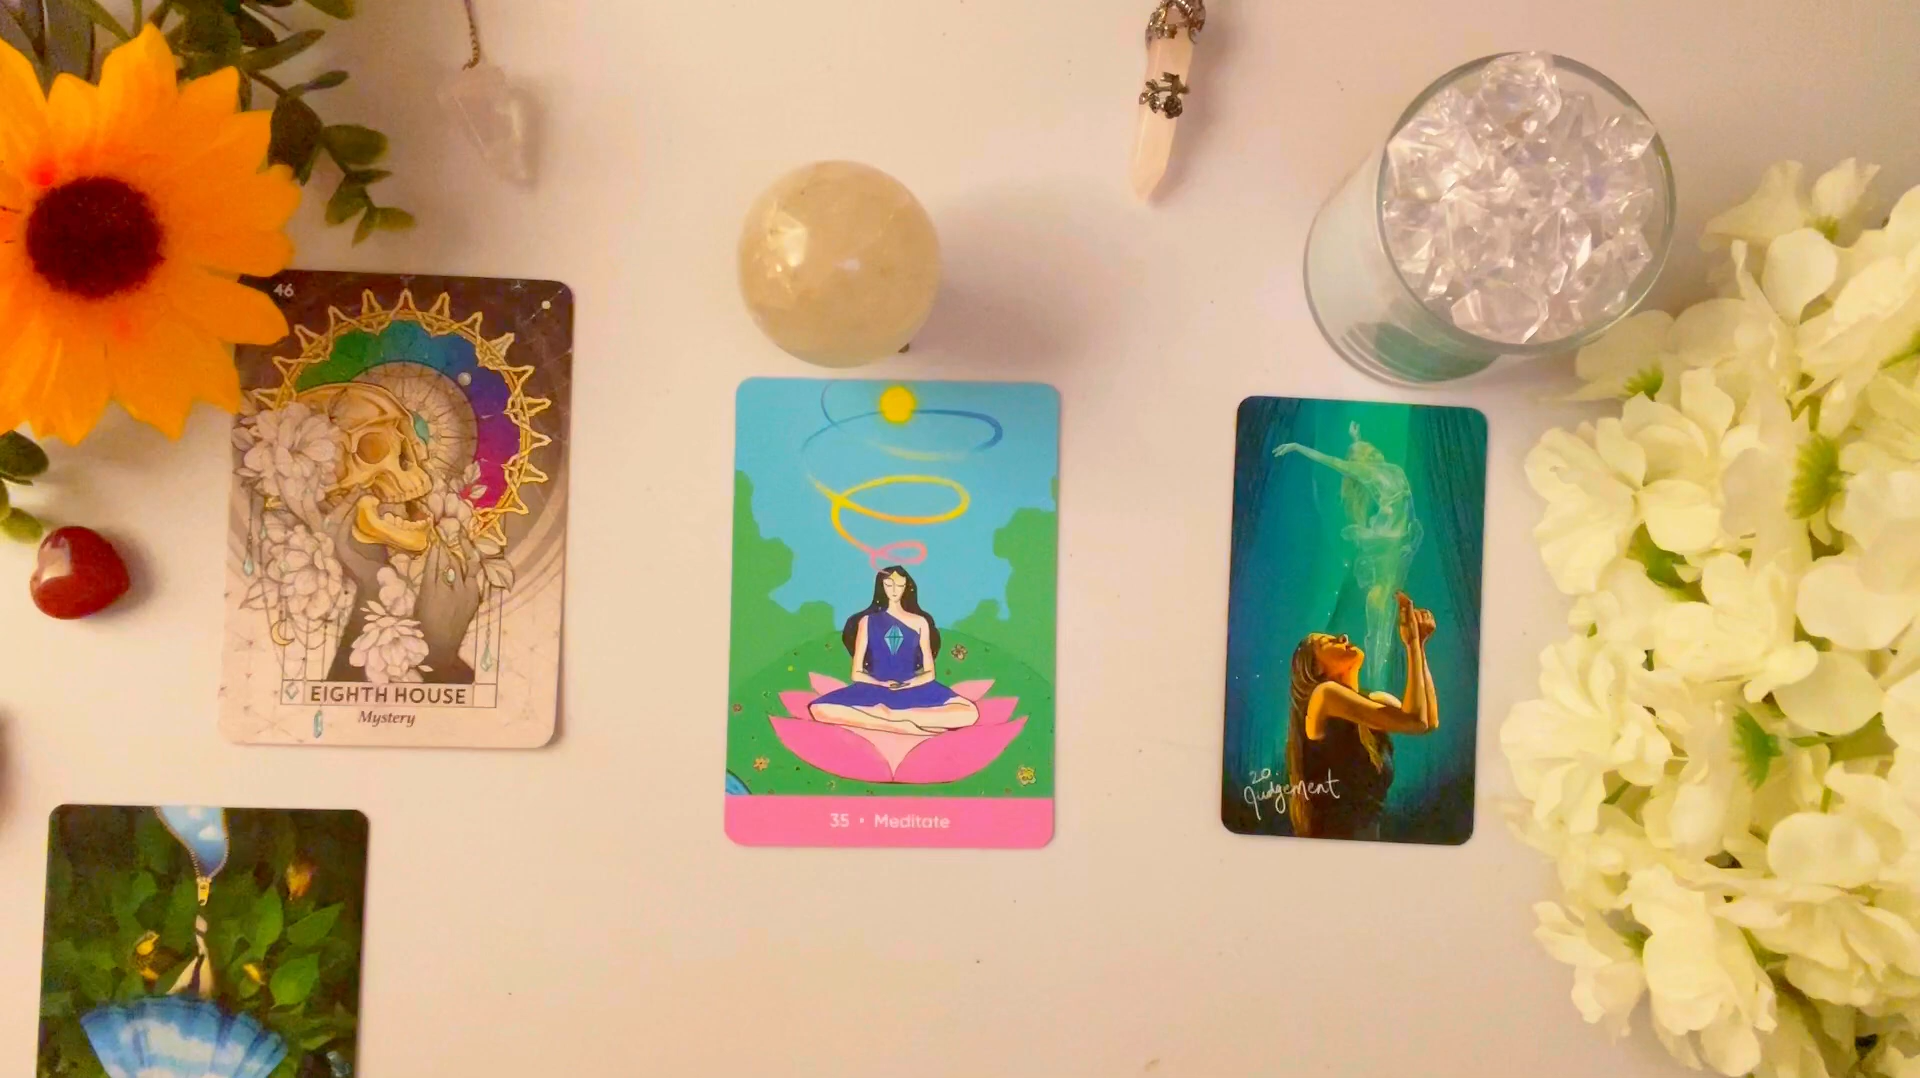 46
EIGHTH HOUSE
Mystery
35 • Meditate
20.
Judgement